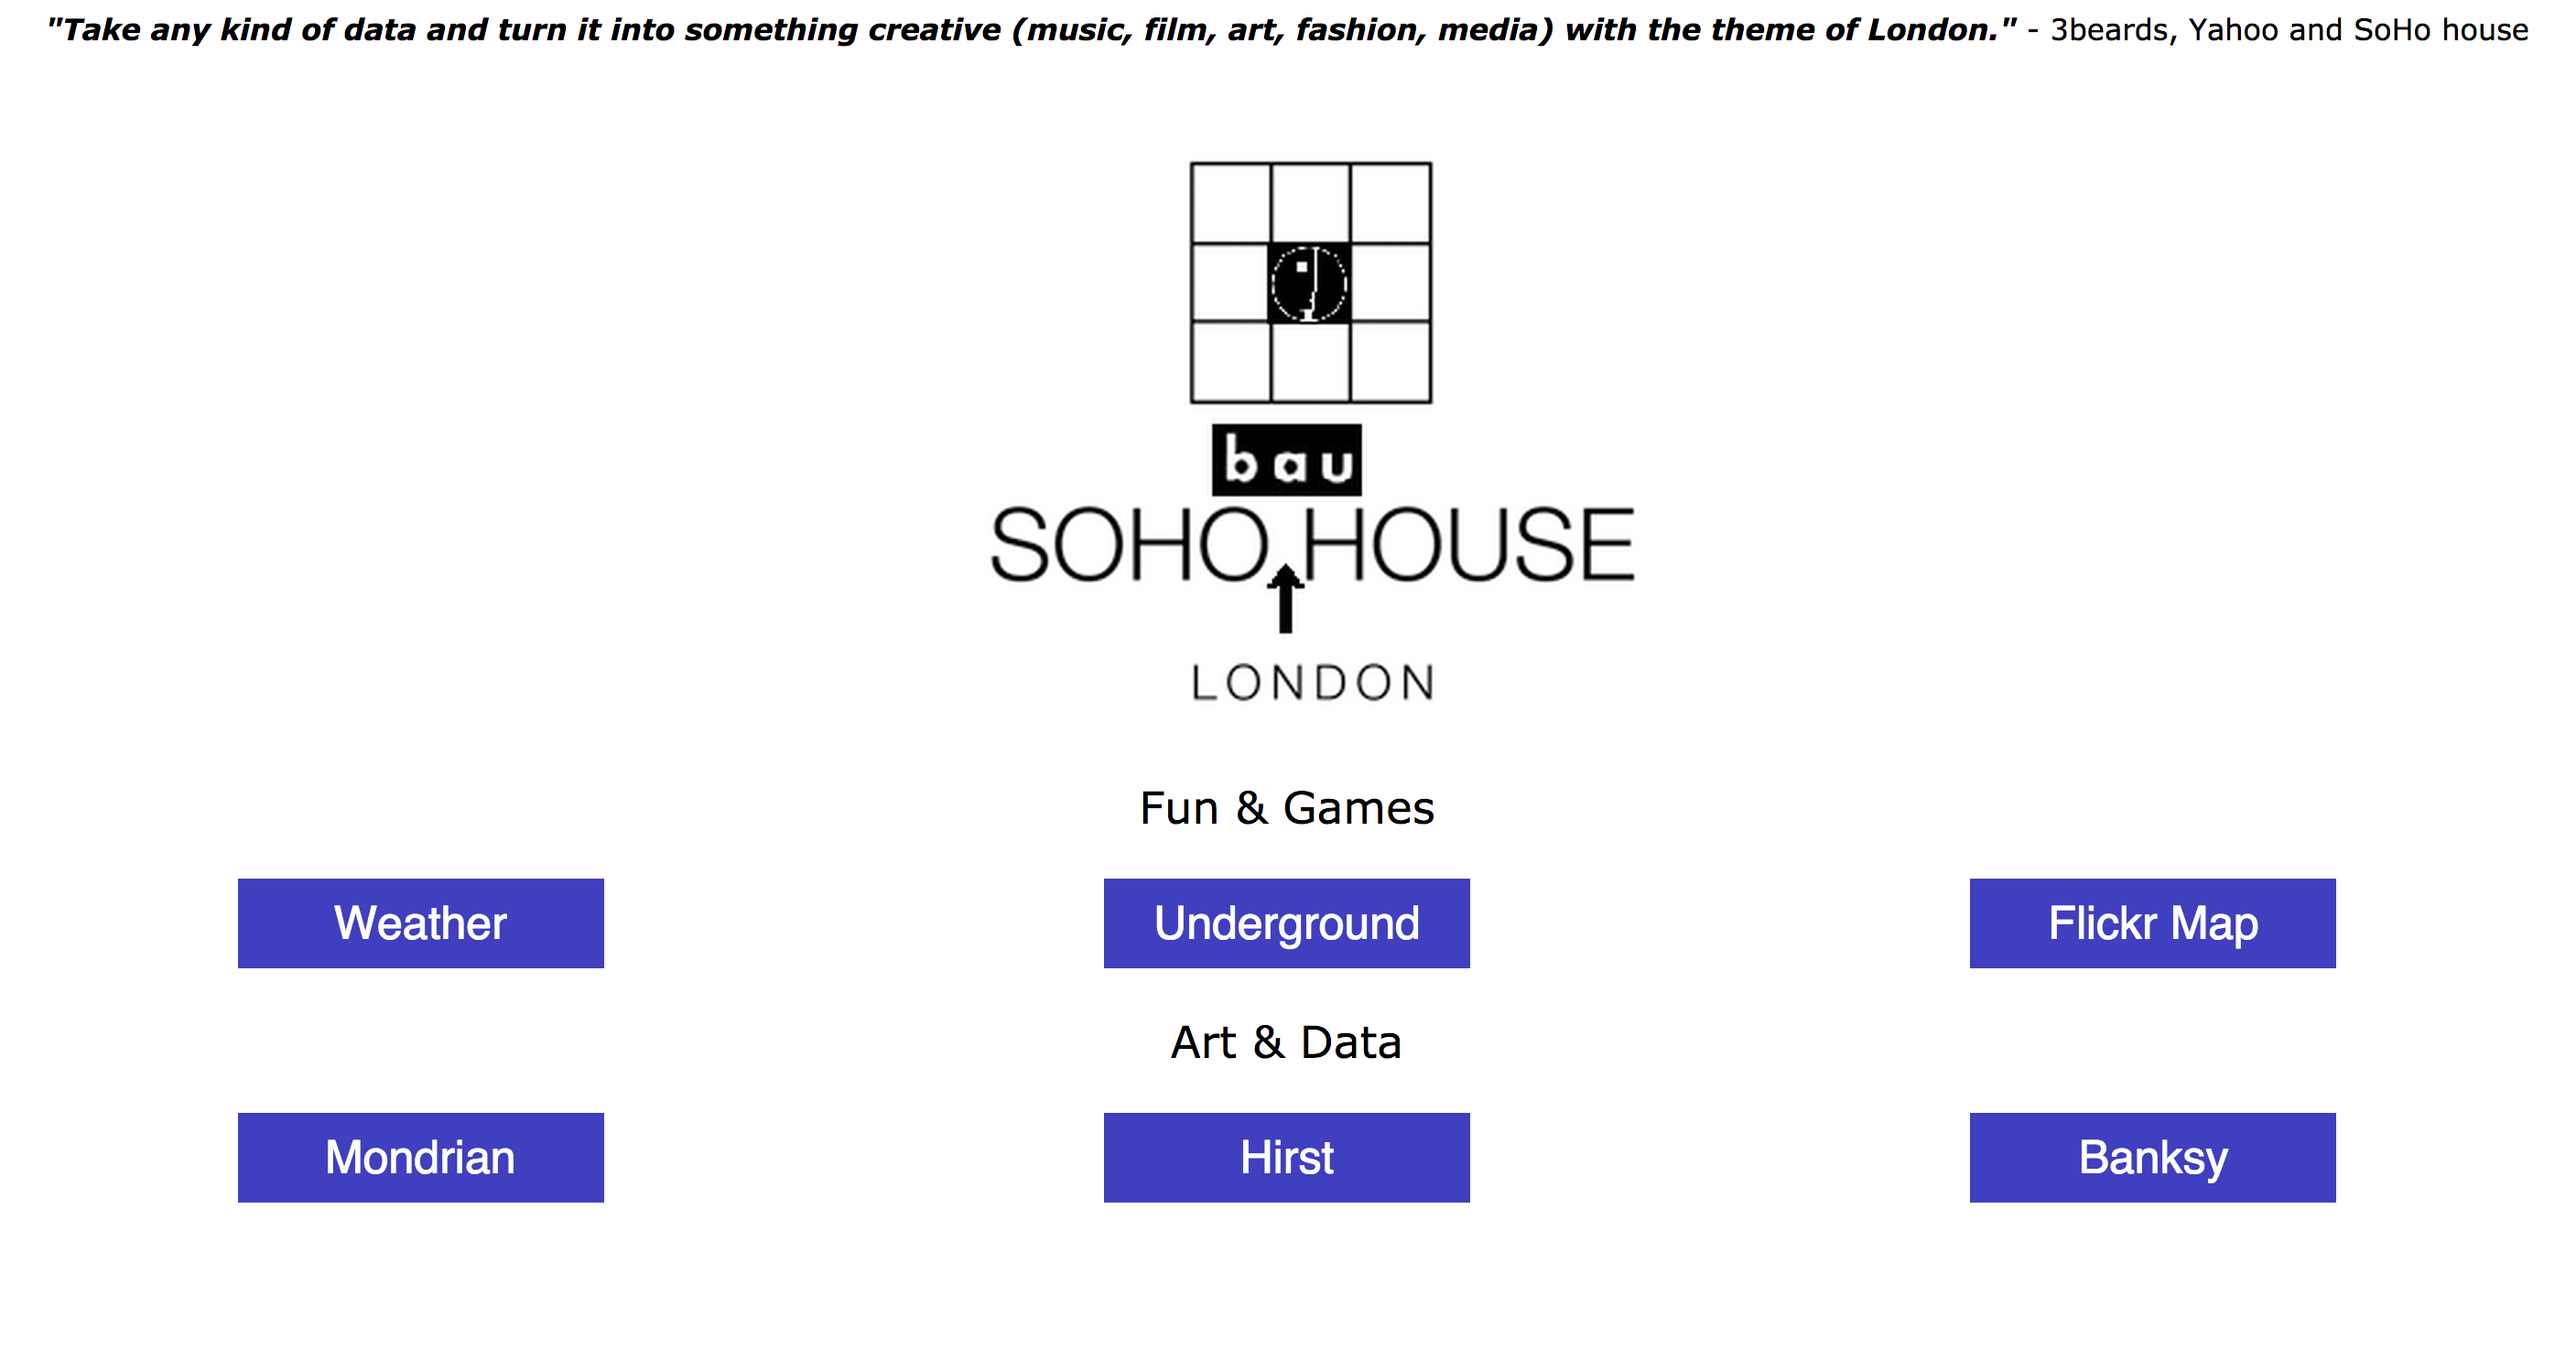 "Take any kind of data and turn it into something creative (music, film, art, fashion, media) with the theme of London." - 3beards, Yahoo and SoHo house
bau
SOHO HOUSE
LONDON
Fun & Games
Weather Underground Flickr Map
Art & Data
Mondrian Hirst Banksy